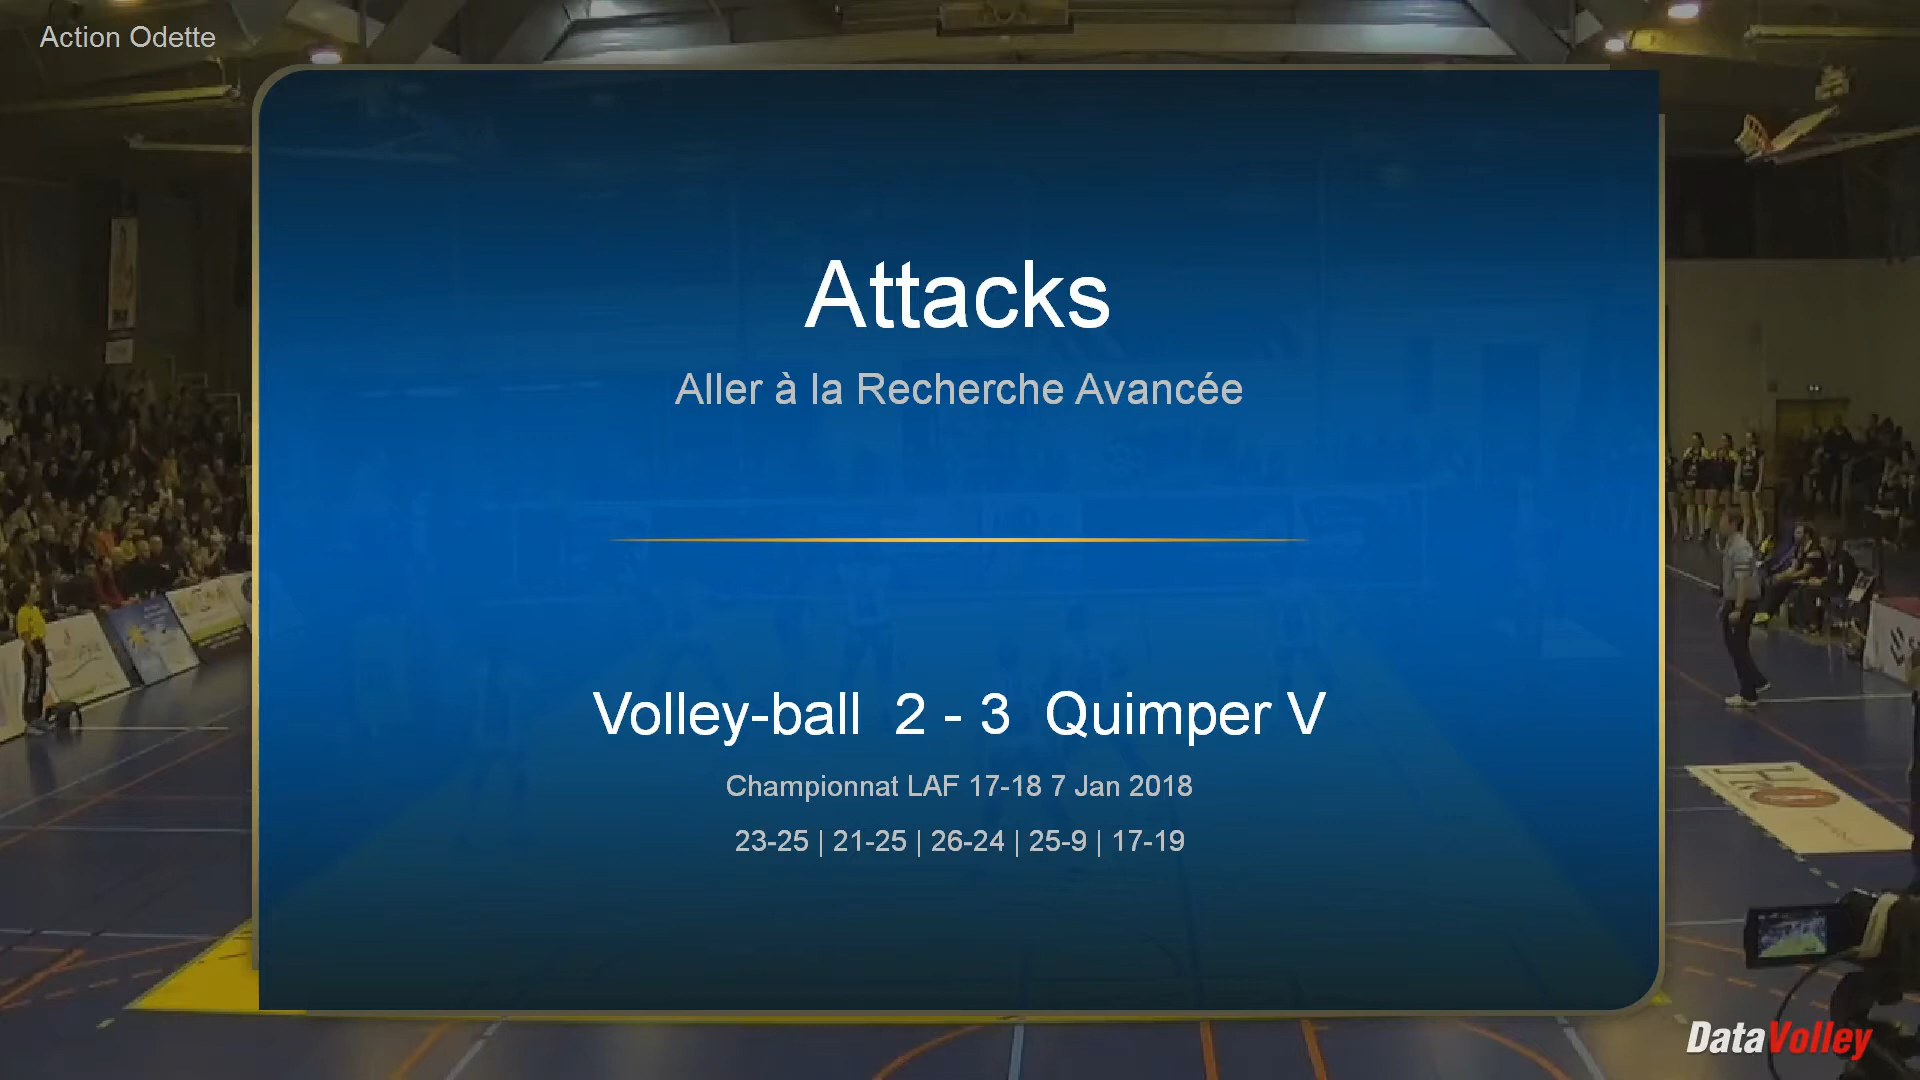 Action Odette
Attacks
Aller à la Recherche Avancée
Volley-ball 2 - 3 Quimper V
Championnat LAF 17-18 7 Jan 2018
23-25 | 21-25 | 26-24 | 25-9 | 17-19
DataVolley